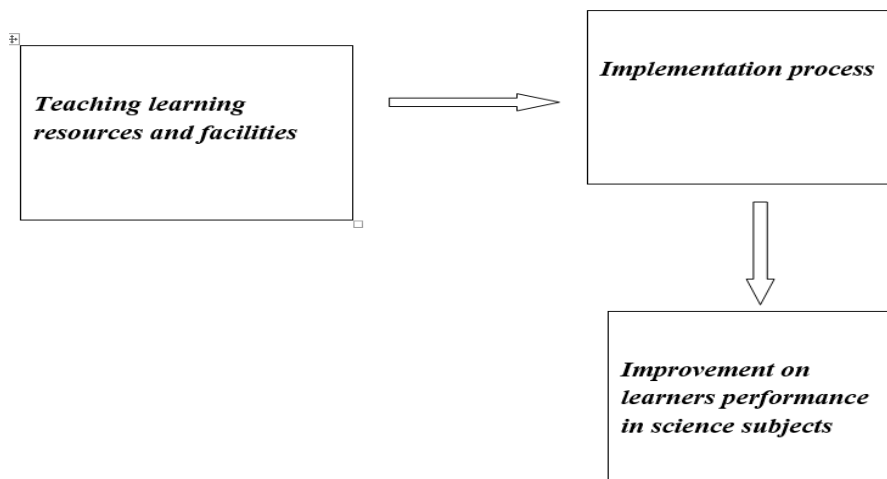 Teaching learning
resources and facilities
Implementation process
Improvement on
learners performance
in science subjects